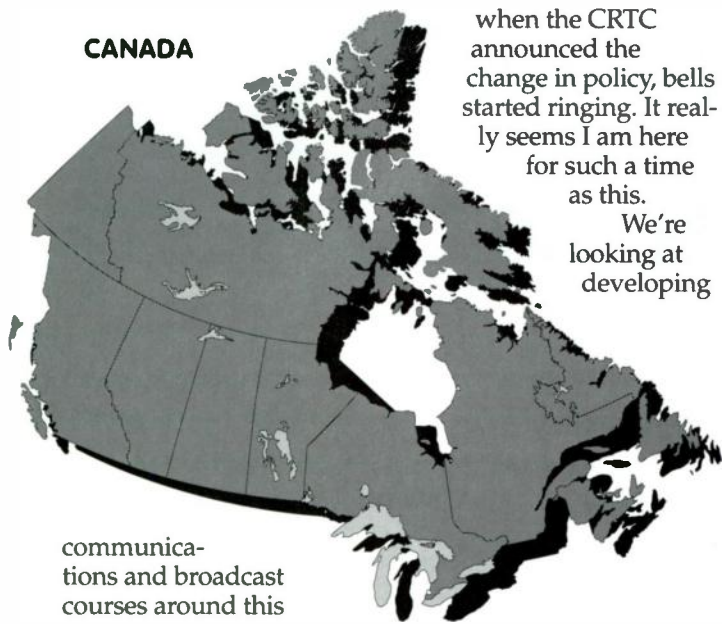 CANADA
when the CRTC
announced the
change in policy, bells
started ringing. It real-
ly seems I am here
for such a time
as this.
We're
looking at
developing
communica-
tions and broadcast
courses around this